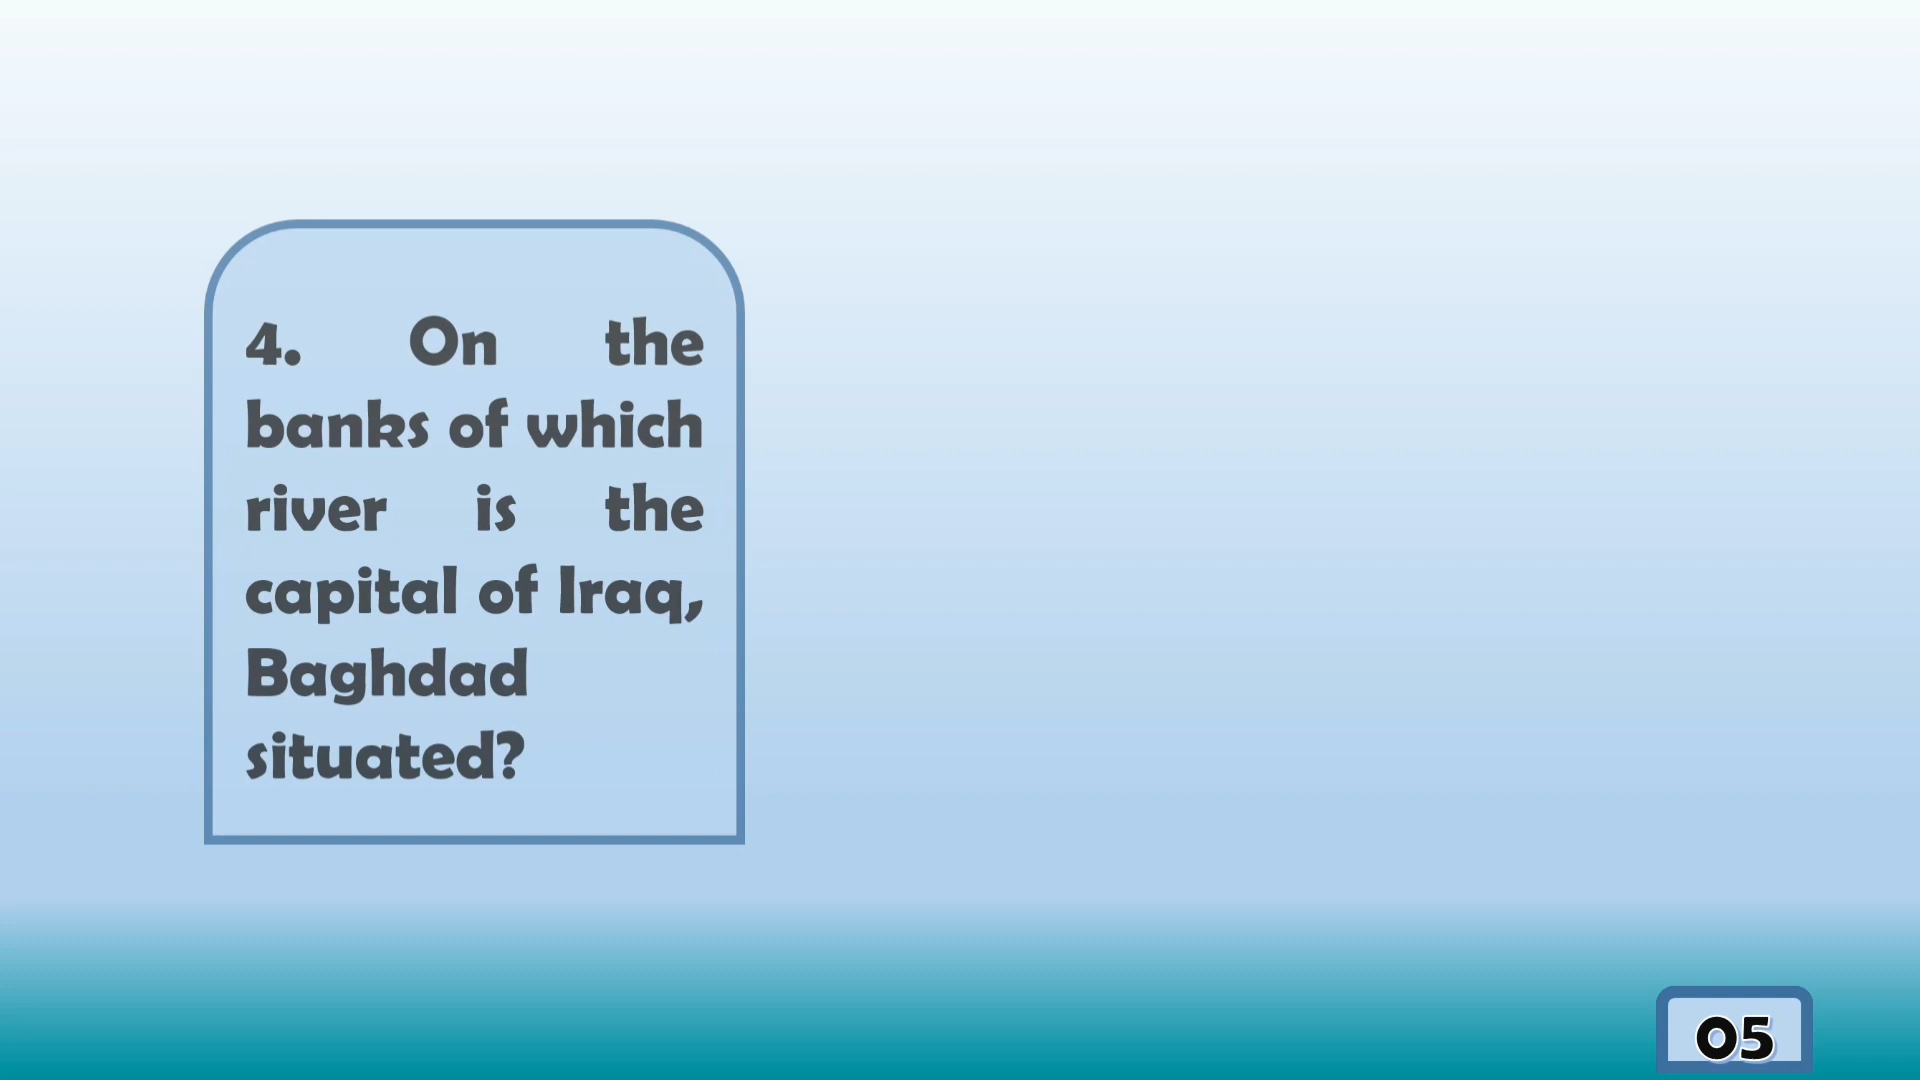 4. On the
banks of which
river is the
capital of Iraq,
Baghdad
situated?
05